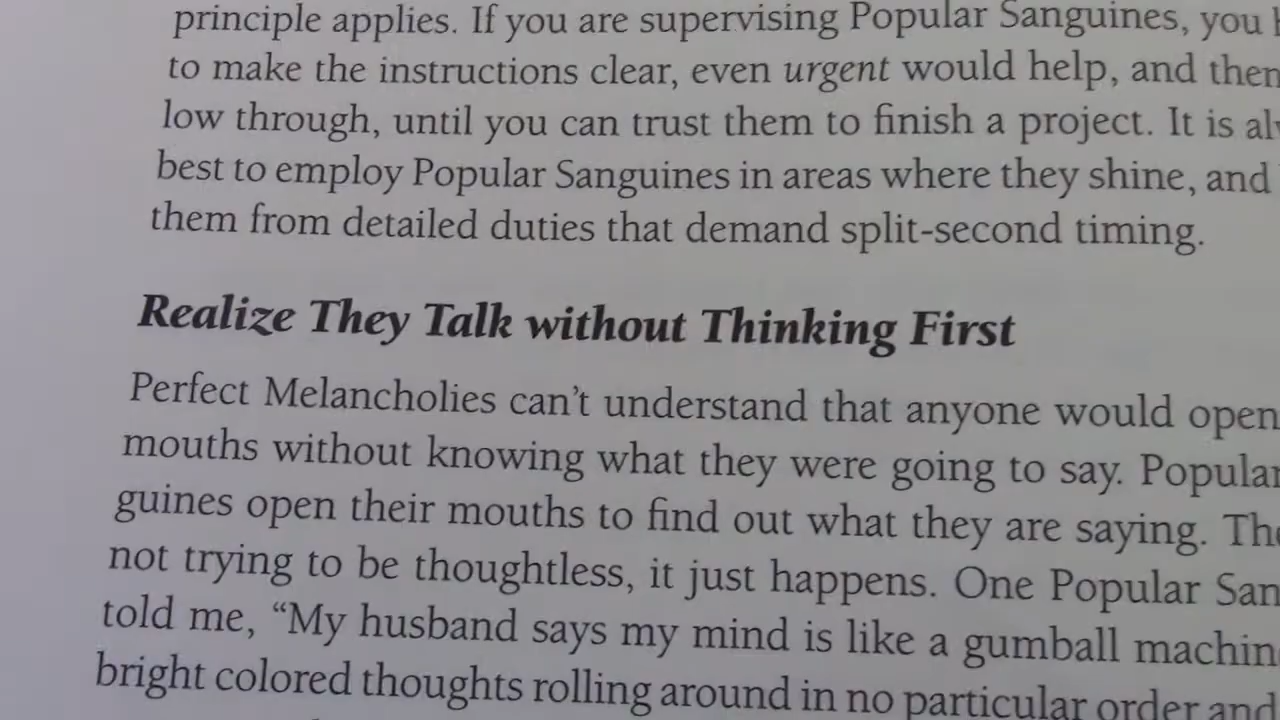 principle applies. If you are supervising Popular Sanguines, you
to make the instructions clear, even urgent would help, and then
low through, until you can trust them to finish a project. It is
best to employ Popular Sanguines in areas where they shine, and
them from detailed duties that demand split-second timing.
Realize They Talk without Thinking First
Perfect Melancholies can't understand that anyone would open
mouths without knowing what they were going to say. Popular
guines open their mouths to find out what they are saying.
not trying to be thoughtless, it just happens. One Popular San
told me, “My husband says my mind is like a gumball
bright colored thoughts rolling around in no particular order and